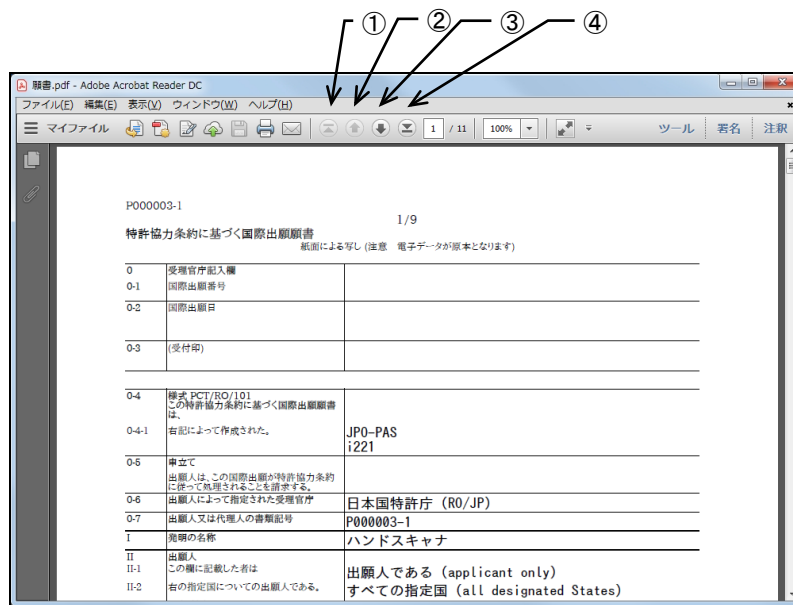 ① ② ③ ④
願書.pdf - Adobe Acrobat Reader DC
ファイル(F) 編集(E) 表示(V) ウィンドウ(W) ヘルプ(H)
マイファイル 1 / 11 100% ツール 署名 注釈
P000003-1
1/9
特許協力条約に基づく国際出願願書
紙面による写し (注意 電子データが原本となります)
0 受理官庁記入欄
0-1 国際出願番号
0-2 国際出願日
0-3 (受付印)
0-4 様式 PCT/RO/101
この特許協力条約に基づく国際出願願書
は、
0-4-1 右記によって作成された。 JPO-PAS
i221
0-5 申立て
出願人は、この国際出願が特許協力条約
に従って処理されることを請求する。
0-6 出願人によって指定された受理官庁 日本国特許庁 (RO/JP)
0-7 出願人又は代理人の書類記号 P000003-1
I 発明の名称 ハンドスキャナ
II 出願人
II-1 この欄に記載した者は 出願人である (applicant only)
II-2 右の指定国についての出願人である。 すべての指定国 (all designated States)